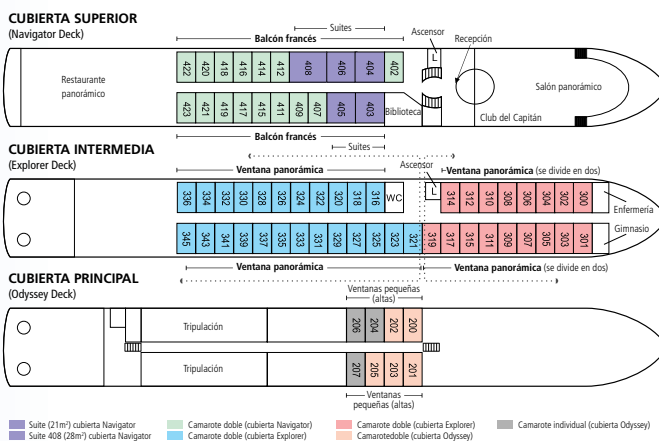 CUBIERTA SUPERIOR
(Navigator Deck)
Suites
Balcón francés
Ascensor
Recepción
422 420 418 416 414 412 408 406 404 402
L
Restaurante
panorámico
Salón panorámico
423 421 419 417 415 411 409 407 405 403
Biblioteca
Club del Capitán
Balcón francés
Suites
CUBIERTA INTERMEDIA
(Explorer Deck)
Ventana panorámica
Ascensor
Ventana panorámica (se divide en dos)
336 334 332 330 328 326 324 322 320 318 316 WC
L
314 312 310 308 306 304 302 300
Enfermería
345 343 341 339 337 335 333 331 329 327 325 323 321 319 317 315 311 309 307 305 303 301
Gimnasio
Ventana panorámica
Ventana panorámica (se divide en dos)
CUBIERTA PRINCIPAL
(Odyssey Deck)
Ventanas pequeñas
(altas)
Tripulación
206 204 202 200
Tripulación
207 205 203 201
Ventanas
pequeñas (altas)
Suite (21m²) cubierta Navigator
Camarote doble (cubierta Navigator)
Camarote doble (cubierta Explorer)
Camarote individual (cubierta Odyssey)
Suite 408 (28m²) cubierta Navigator
Camarote doble (cubierta Explorer)
Camarotedoble (cubierta Odyssey)